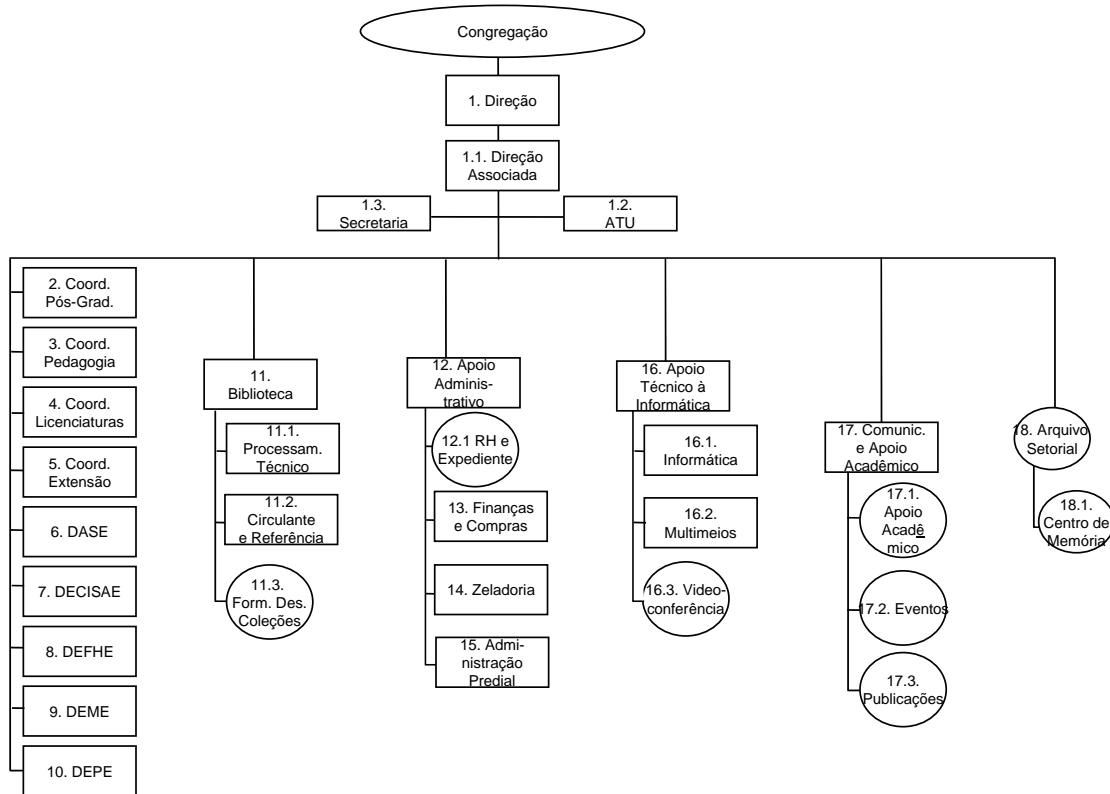 Congregação
1. Direção
1.1. Direção
Associada
1.3.
Secretaria
1.2.
ATU
2. Coord.
Pós-Grad.
3. Coord.
Pedagogia
4. Coord.
Licenciaturas
5. Coord.
Extensão
6. DASE
7. DECISAE
8. DEFHE
9. DEME
10. DEPE
11.
Biblioteca
11.1.
Processam.
Técnico
11.2.
Circulante
e Referência
11.3.
Form. Des.
Coleções
12. Apoio
Adminis-
trativo
12.1 RH e
Expediente
13. Finanças
e Compras
14. Zeladoria
15. Admi-
nistração
Predial
16. Apoio
Técnico à
Informática
16.1.
Informática
16.2.
Multimeios
16.3. Video-
conferência
17. Comunic.
e Apoio
Acadêmico
17.1.
Apoio
Acadê
mico
17.2. Eventos
17.3.
Publicações
18. Arquivo
Setorial
18.1.
Centro de
Memória